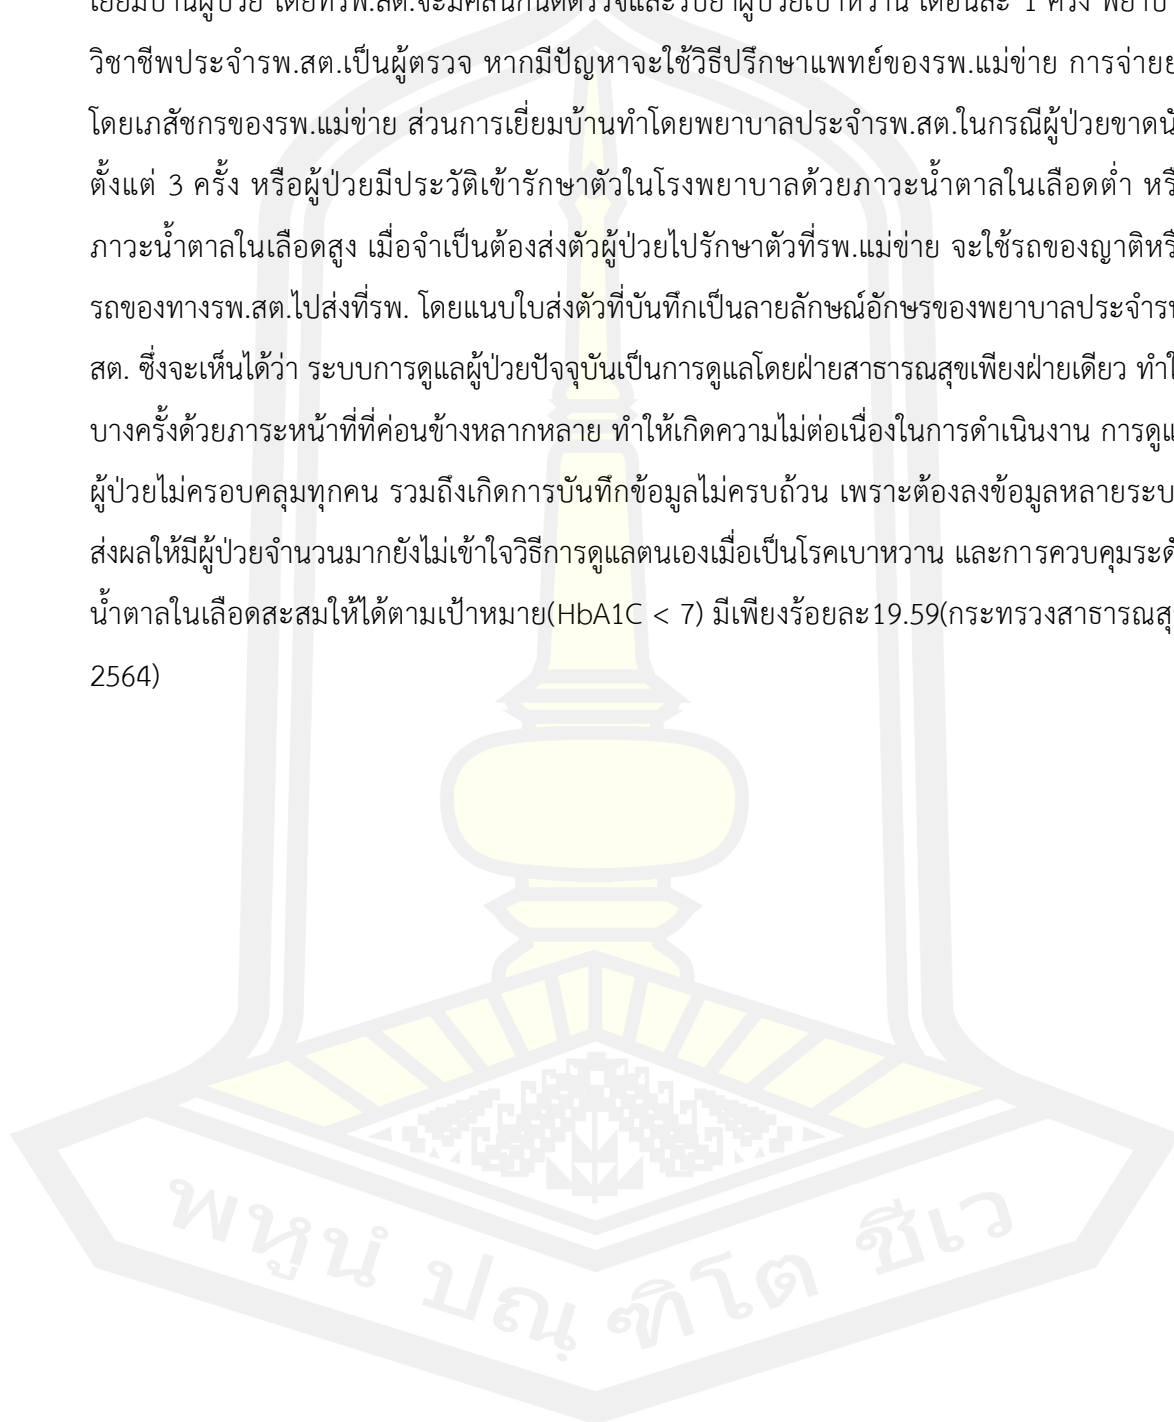 เยี่ยมบ้านผู้ป่วย โดยที่รพ.สต.จะมีคลินิกนัดตรวจและรับยาผู้ป่วยเบาหวาน เดือนละ 1 ครั้ง พยาบา
วิชาชีพประจำรพ.สต.เป็นผู้ตรวจ หากมีปัญหาจะใช้วิธีปรึกษาแพทย์ของรพ.แม่ข่าย การจ่ายย
โดยเภสัชกรของรพ.แม่ข่าย ส่วนการเยี่ยมบ้านทำโดยพยาบาลประจำรพ.สต.ในกรณีผู้ป่วยขาดนั
ตั้งแต่ 3 ครั้ง หรือผู้ป่วยมีประวัติเข้ารักษาตัวในโรงพยาบาลด้วยภาวะน้ำตาลในเลือดต่ำ หรื
ภาวะน้ำตาลในเลือดสูง เมื่อจำเป็นต้องส่งตัวผู้ป่วยไปรักษาตัวที่รพ.แม่ข่าย จะใช้รถของญาติหรื
รถของทางรพ.สต.ไปส่งที่รพ. โดยแนบใบส่งตัวที่บันทึกเป็นลายลักษณ์อักษรของพยาบาลประจำรพ
สต. ซึ่งจะเห็นได้ว่า ระบบการดูแลผู้ป่วยปัจจุบันเป็นการดูแลโดยฝ่ายสาธารณสุขเพียงฝ่ายเดียว ทำใ
บางครั้งด้วยภาระหน้าที่ที่ค่อนข้างหลากหลาย ทำให้เกิดความไม่ต่อเนื่องในการดำเนินงาน การดูแ
ผู้ป่วยไม่ครอบคลุมทุกคน รวมถึงเกิดการบันทึกข้อมูลไม่ครบถ้วน เพราะต้องลงข้อมูลหลายระบ
ส่งผลให้มีผู้ป่วยจำนวนมากยังไม่เข้าใจวิธีการดูแลตนเองเมื่อเป็นโรคเบาหวาน และการควบคุมระดั
น้ำตาลในเลือดสะสมให้ได้ตามเป้าหมาย(HbA1C < 7) มีเพียงร้อยละ19.59(กระทรวงสาธารณสุ
2564)
พหูนํ ปณฺฑิโต ชีเว